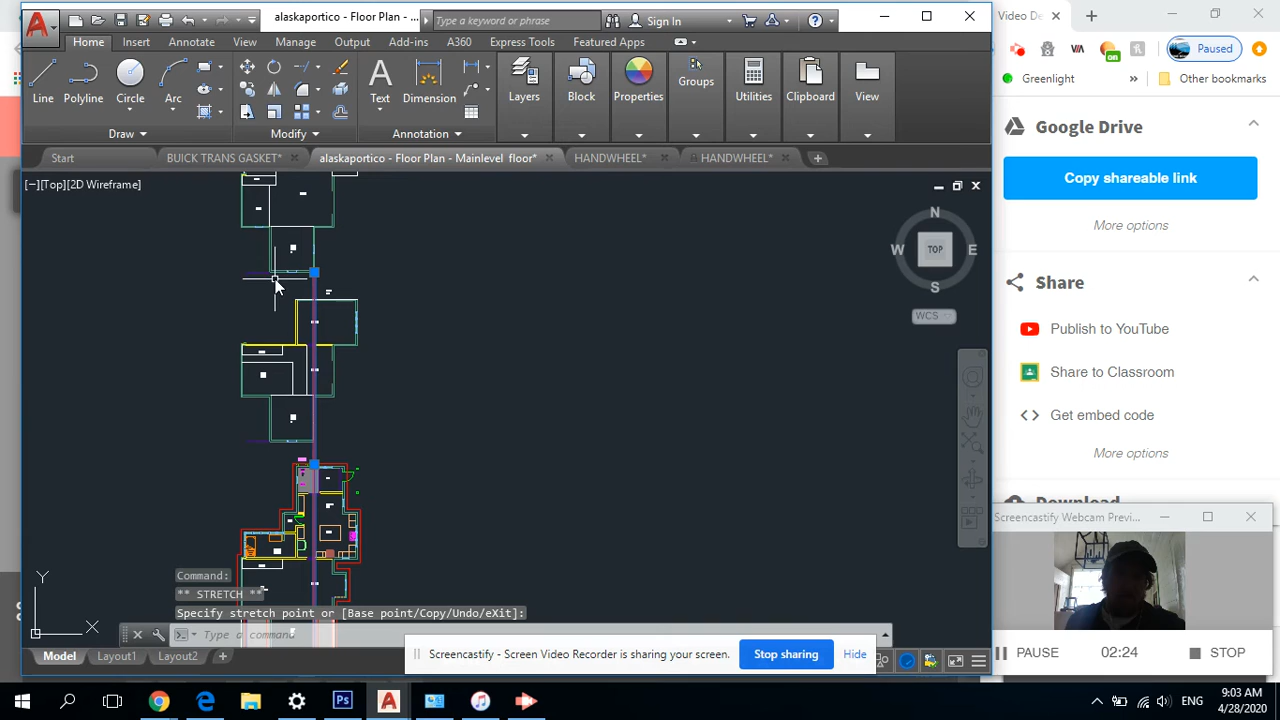 alaskaportico - Floor Plan - ...
Type a keyword or phrase
Sign In
Home Insert Annotate View Manage Output Add-ins A360 Express Tools Featured Apps
Line Polyline Circle Arc Text Dimension Layers Block Properties Groups Utilities Clipboard View
Draw Modify Annotation
Start BUICK TRANS GASKET* alaskaportico - Floor Plan - Mainlevel floor* HANDWHEEL* HANDWHEEL*
[−][Top][2D Wireframe]
N
W TOP E
S
WCS
Y
X
Command:
** STRETCH **
Specify stretch point or [Base point/Copy/Undo/eXit]:
Type a command
Model Layout1 Layout2
Screencastify - Screen Video Recorder is sharing your screen. Stop sharing Hide
Video De
VIA on Paused
Greenlight » Other bookmarks
Google Drive
Copy shareable link
More options
Share
Publish to YouTube
Share to Classroom
Get embed code
More options
Download
Screencastify Webcam Previ...
PAUSE 02:24 STOP
Ps A
ENG
9:03 AM
4/28/2020